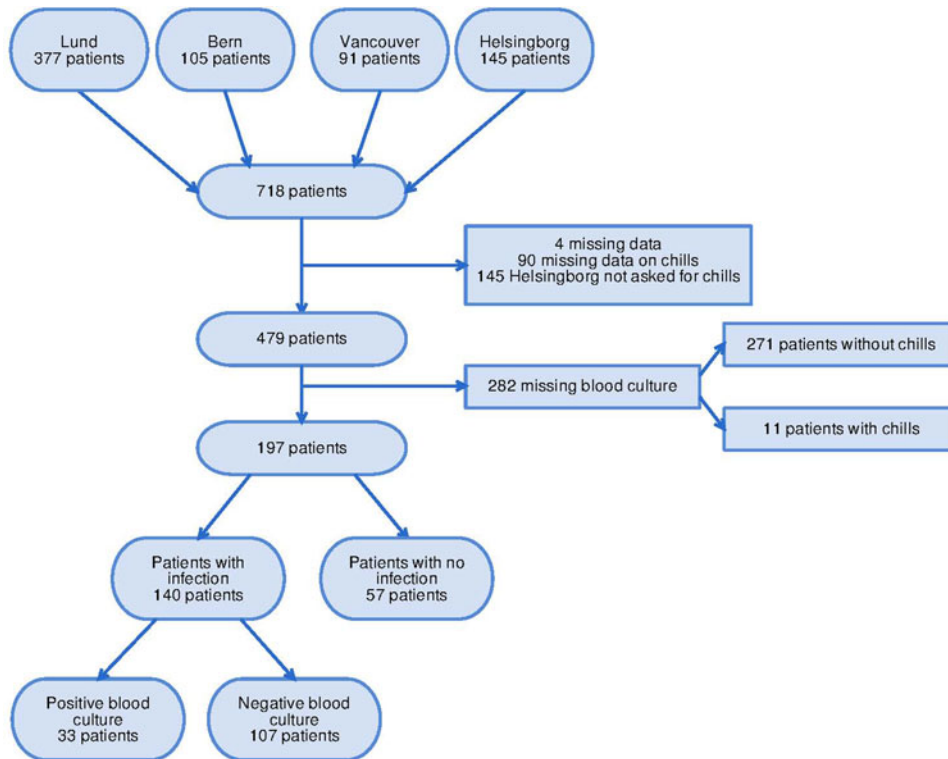 Lund
377 patients
Bern
105 patients
Vancouver
91 patients
Helsingborg
145 patients
718 patients
4 missing data
90 missing data on chills
145 Helsingborg not asked for chills
479 patients
271 patients without chills
282 missing blood culture
11 patients with chills
197 patients
Patients with
infection
140 patients
Patients with no
infection
57 patients
Positive blood
culture
33 patients
Negative blood
culture
107 patients